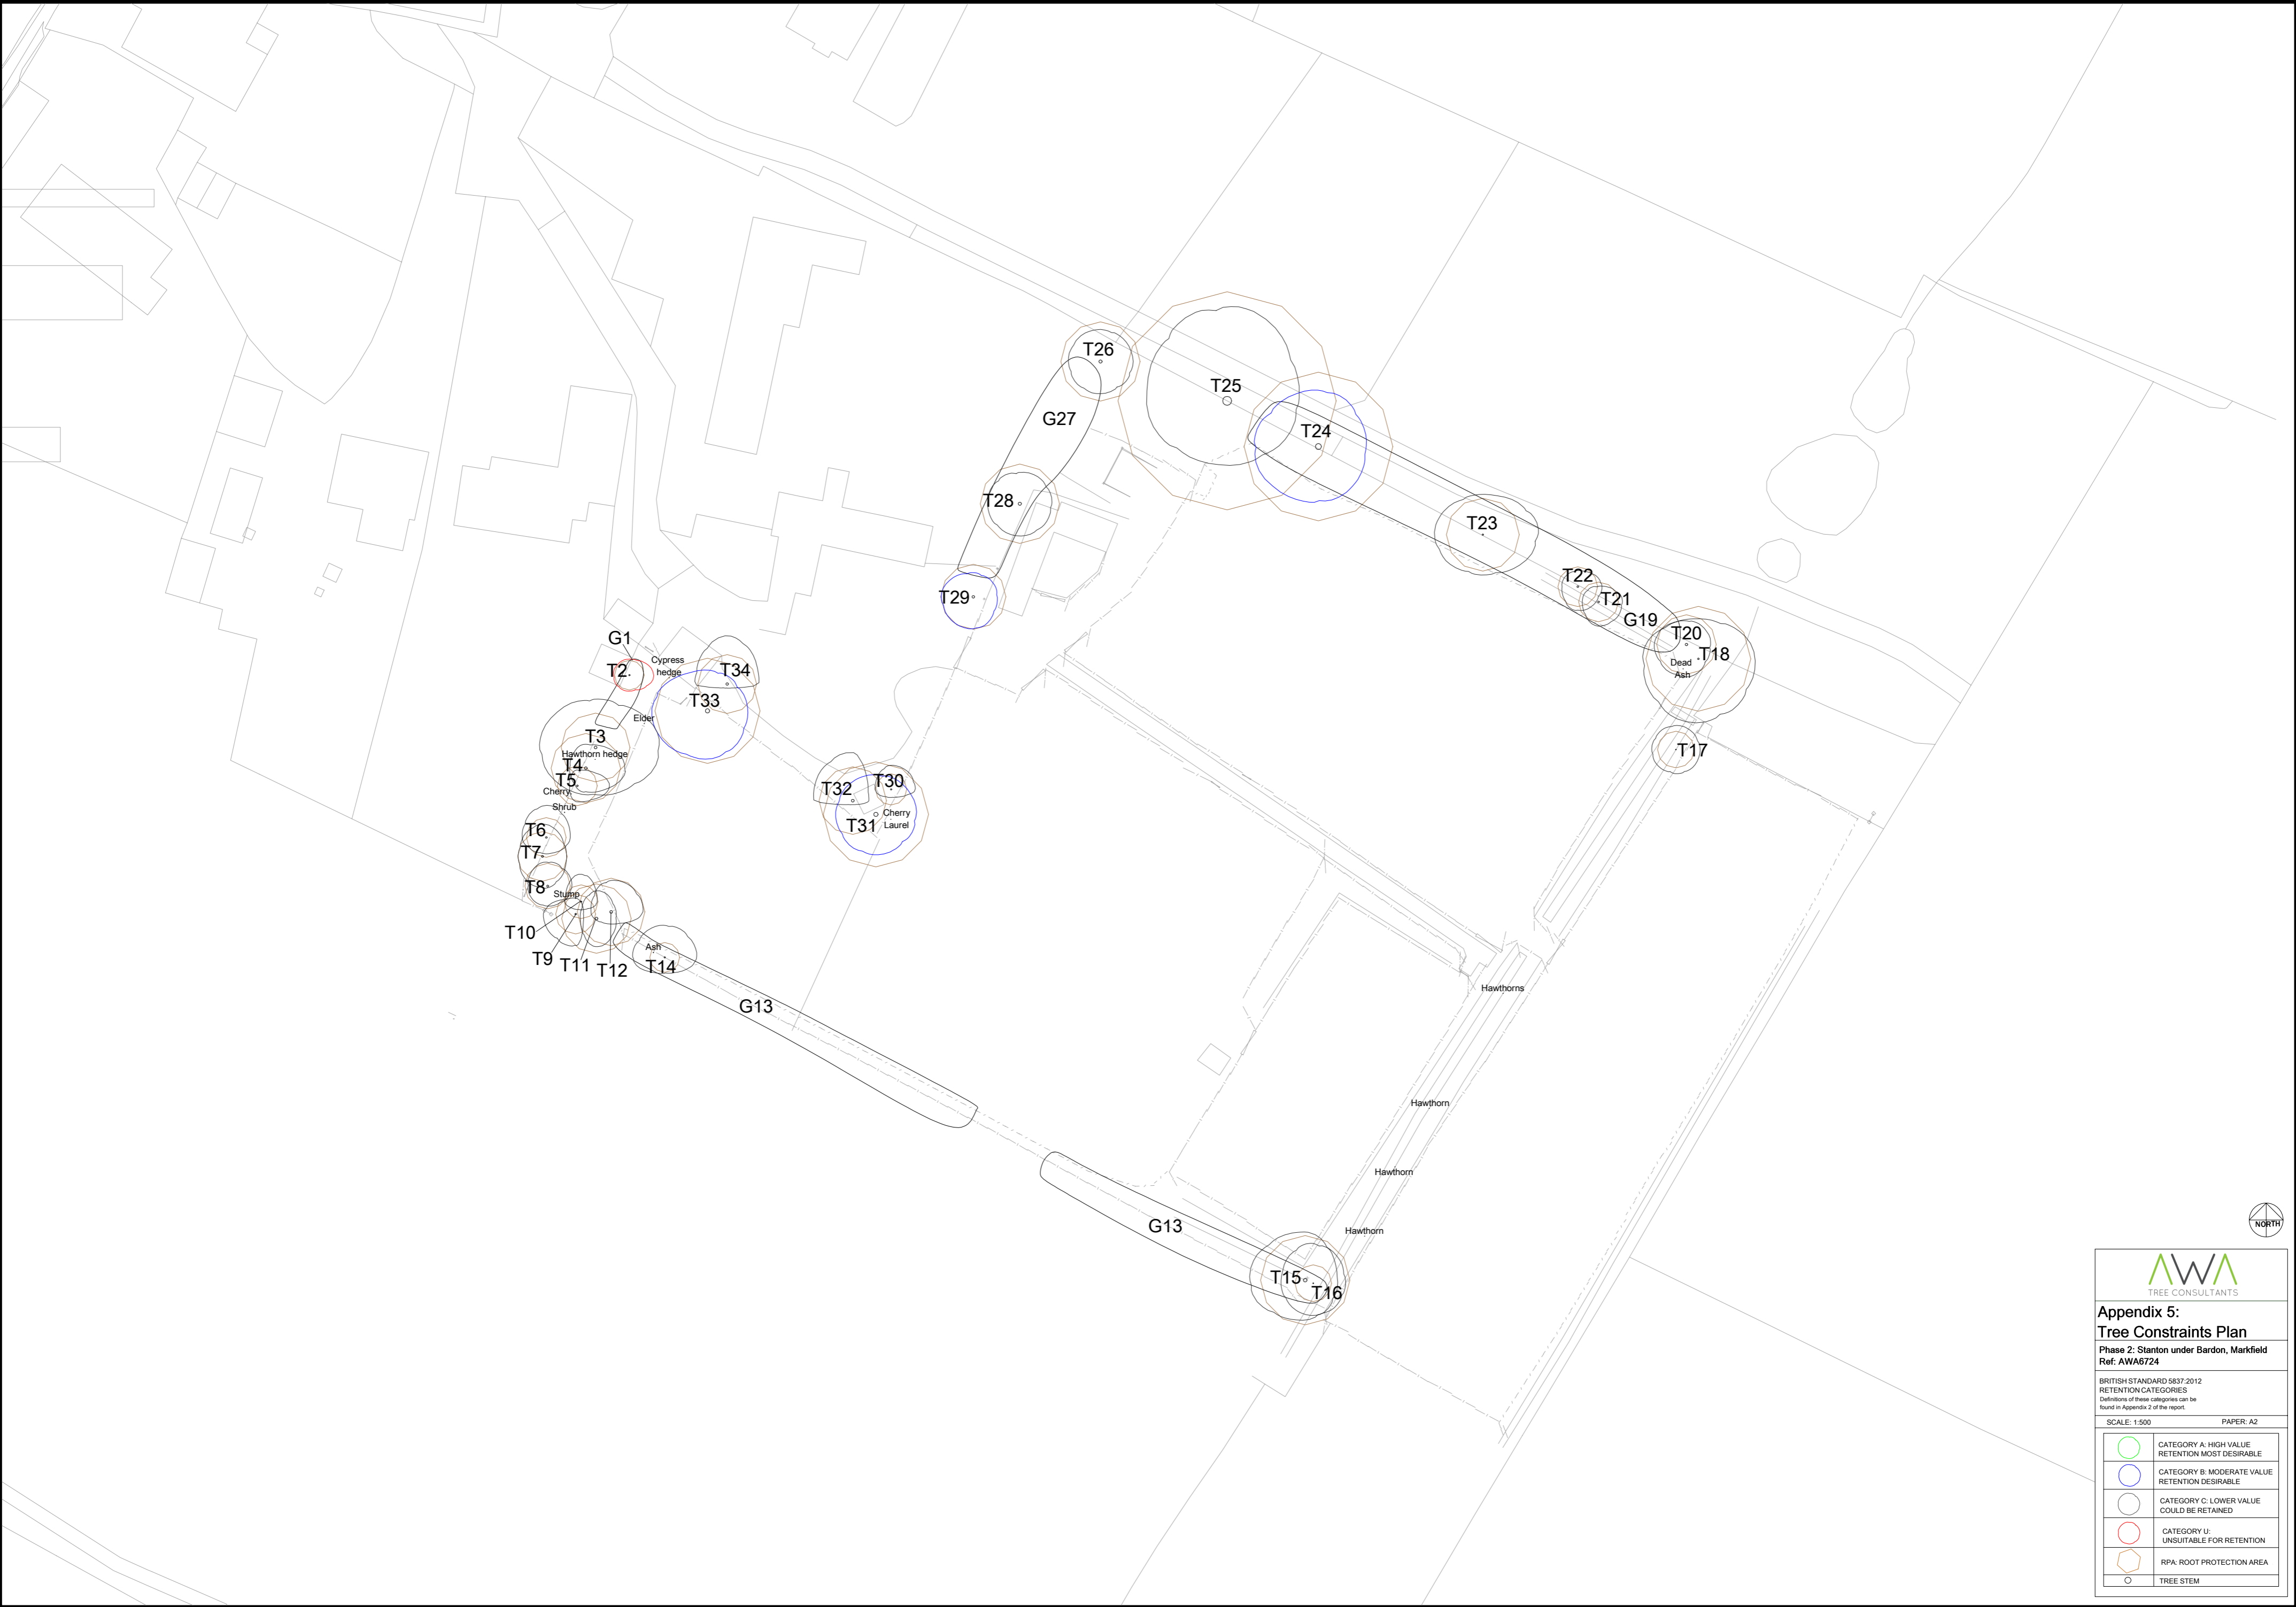 T26
T25
G27
T24
T28
T23
T22
T29
T21
G19
G1
T20
Cypress
hedge
T2
T34
T18
Dead
Ash
T33
Elder
T3
Hawthorn hedge
T17
T4
T5
Cherry
Shrub
T32
T30
Cherry
Laurel
T31
T6
T7
T8
Stump
T10
T9
T11
T12
Ash
T14
G13
Hawthorns
Hawthorn
Hawthorn
G13
Hawthorn
T15
T16
NORTH
AWA
TREE CONSULTANTS
Appendix 5:
Tree Constraints Plan
Phase 2: Stanton under Bardon, Markfield
Ref: AWA6724
BRITISH STANDARD 5837:2012
RETENTION CATEGORIES
Definitions of these categories can be
found in Appendix 2 of the report.
SCALE: 1:500 PAPER: A2
CATEGORY A: HIGH VALUE
RETENTION MOST DESIRABLE
CATEGORY B: MODERATE VALUE
RETENTION DESIRABLE
CATEGORY C: LOWER VALUE
COULD BE RETAINED
CATEGORY U:
UNSUITABLE FOR RETENTION
RPA: ROOT PROTECTION AREA
TREE STEM